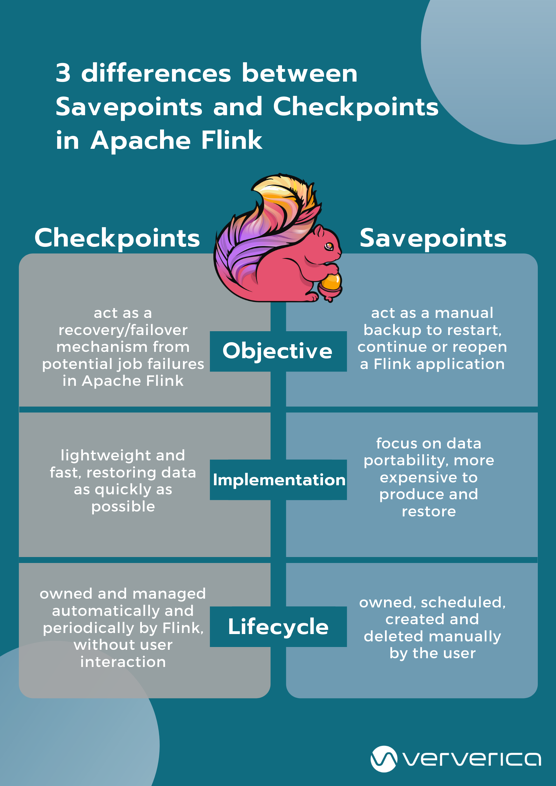 3 differences between
Savepoints and Checkpoints
in Apache Flink
Checkpoints
Savepoints
Objective
act as a
recovery/failover
mechanism from
potential job failures
in Apache Flink
act as a manual
backup to restart,
continue or reopen
a Flink application
Implementation
lightweight and
fast, restoring data
as quickly as
possible
focus on data
portability, more
expensive to
produce and
restore
Lifecycle
owned and managed
automatically and
periodically by Flink,
without user
interaction
owned, scheduled,
created and
deleted manually
by the user
ververica